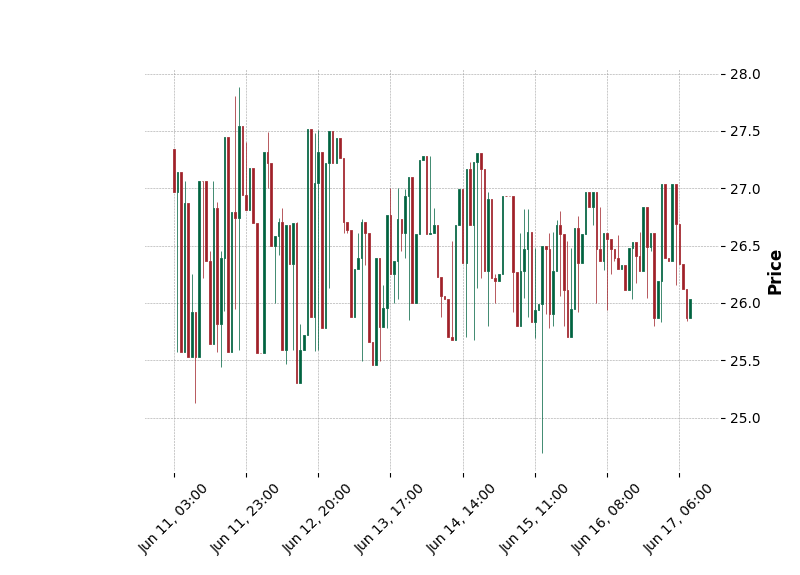 28.0
27.5
27.0
26.5
26.0
25.5
25.0
Price
Jun 11, 03:00
Jun 11, 23:00
Jun 12, 20:00
Jun 13, 17:00
Jun 14, 14:00
Jun 15, 11:00
Jun 16, 08:00
Jun 17, 06:00